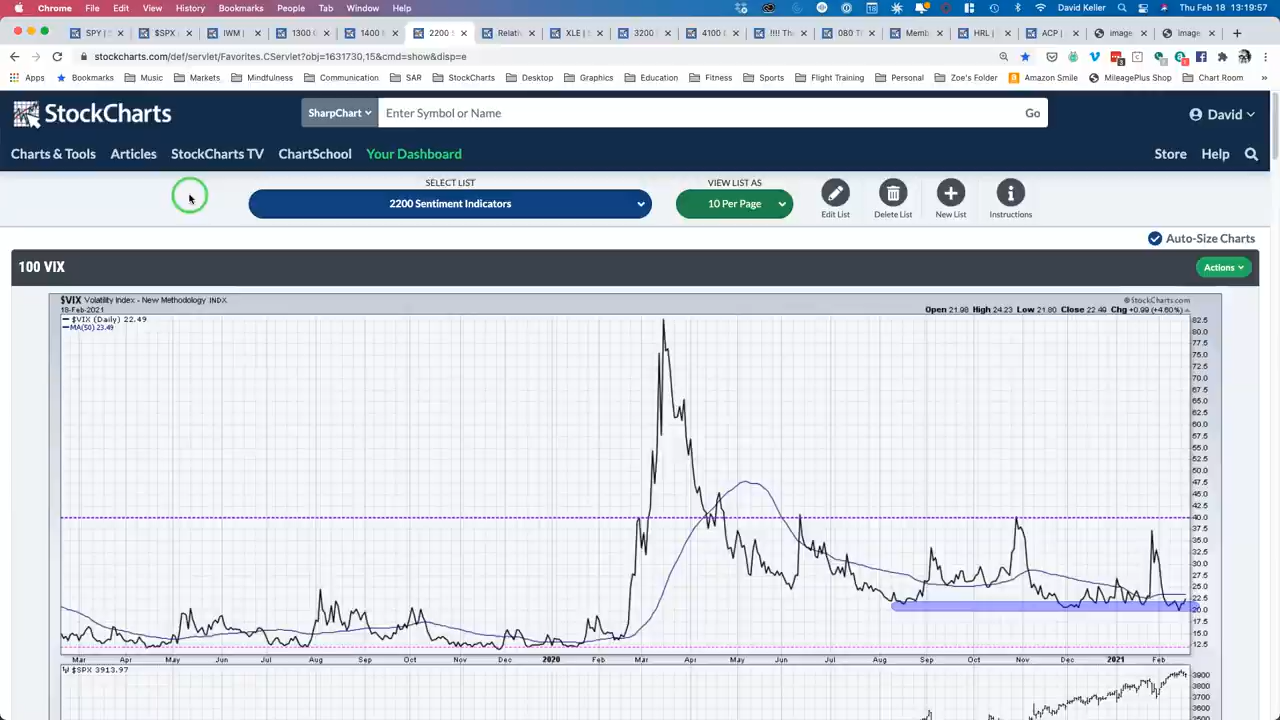 Chrome File Edit View History Bookmarks People Tab Window Help Thu Feb 18 13:19:57 David Keller
SPY | $SPX IWM | 1300 1400 2200 Relati XLE | 3200 4100 !!!! Th 080 T Memb HRL | ACP | image image
stockcharts.com/def/servlet/Favorites.CServlet?obj=1631730,15&cmd=show&disp=e
Apps Bookmarks Music Markets Mindfulness Communication SAR StockCharts Desktop Graphics Education Fitness Sports Flight Training Personal Zoe's Folder Amazon Smile MileagePlus Shop Chart Room
StockCharts SharpChart Enter Symbol or Name Go David
Charts & Tools Articles StockCharts TV ChartSchool Your Dashboard Store Help
SELECT LIST VIEW LIST AS
2200 Sentiment Indicators 10 Per Page
Edit List Delete List New List Instructions
Auto-Size Charts
100 VIX Actions
$VIX Volatility Index - New Methodology INDX © StockCharts.com
18-Feb-2021 Open 21.98 High 24.23 Low 21.80 Close 22.49 Chg +0.99 (+4.60%)
$VIX (Daily) 22.49
MA(50) 23.49
82.5
80.0
77.5
75.0
72.5
70.0
67.5
65.0
62.5
60.0
57.5
55.0
52.5
50.0
47.5
45.0
42.5
40.0
37.5
35.0
32.5
30.0
27.5
25.0
22.5
20.0
17.5
15.0
12.5
Mar Apr May Jun Jul Aug Sep Oct Nov Dec 2020 Feb Mar Apr May Jun Jul Aug Sep Oct Nov Dec 2021 Feb
$SPX 3913.97
3900
3800
3700
3600